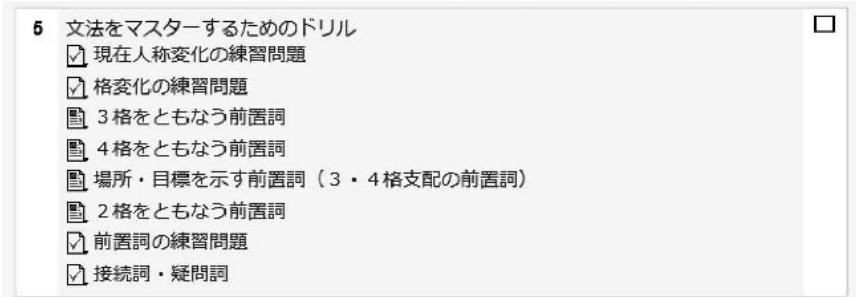 5 文法をマスターするためのドリル
現在人称変化の練習問題
格変化の練習問題
3格をともなう前置詞
4格をともなう前置詞
場所・目標を示す前置詞（3・4格支配の前置詞）
2格をともなう前置詞
前置詞の練習問題
接続詞・疑問詞